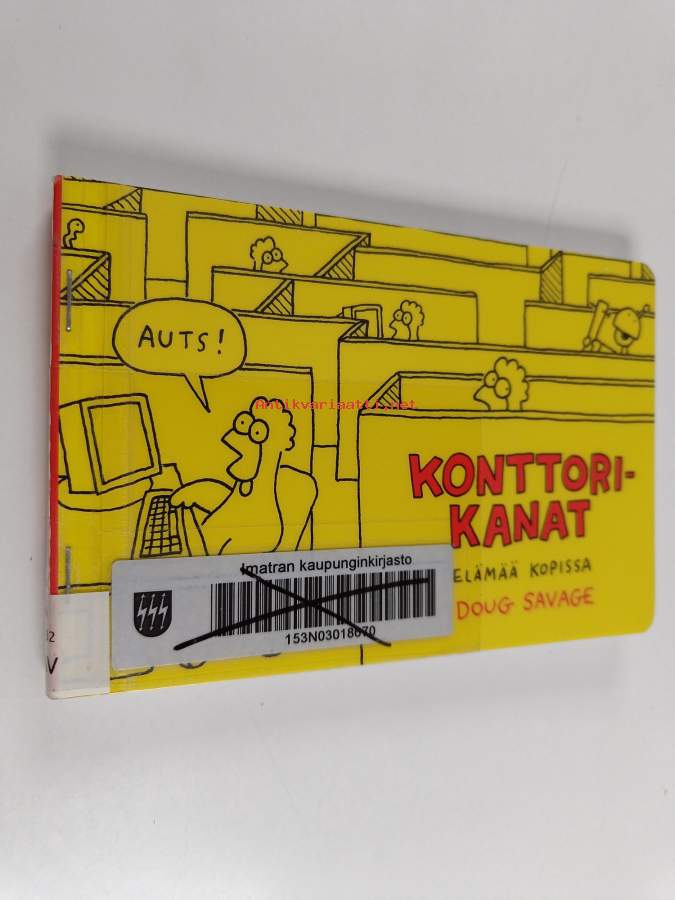 AUTS!
Antikvariaatti.net
KONTTORI-
KANAT
ELÄMÄÄ KOPISSA
DOUG SAVAGE
Imatran kaupunginkirjasto
153N03018670